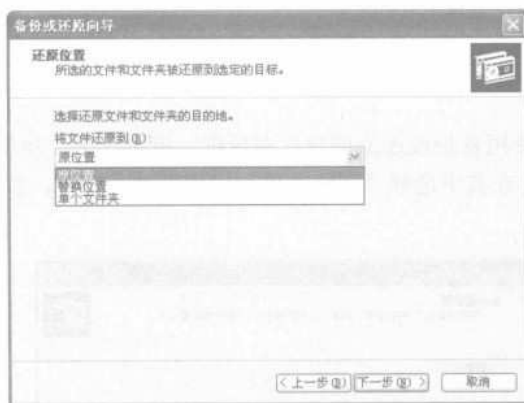 备份或还原向导
还原位置
所选的文件和文件夹被还原到选定的目标。
选择还原文件和文件夹的目的地。
将文件还原到(B):
原位置
原位置
替换位置
单个文件夹
< 上一步(B)
下一步(N) >
取消